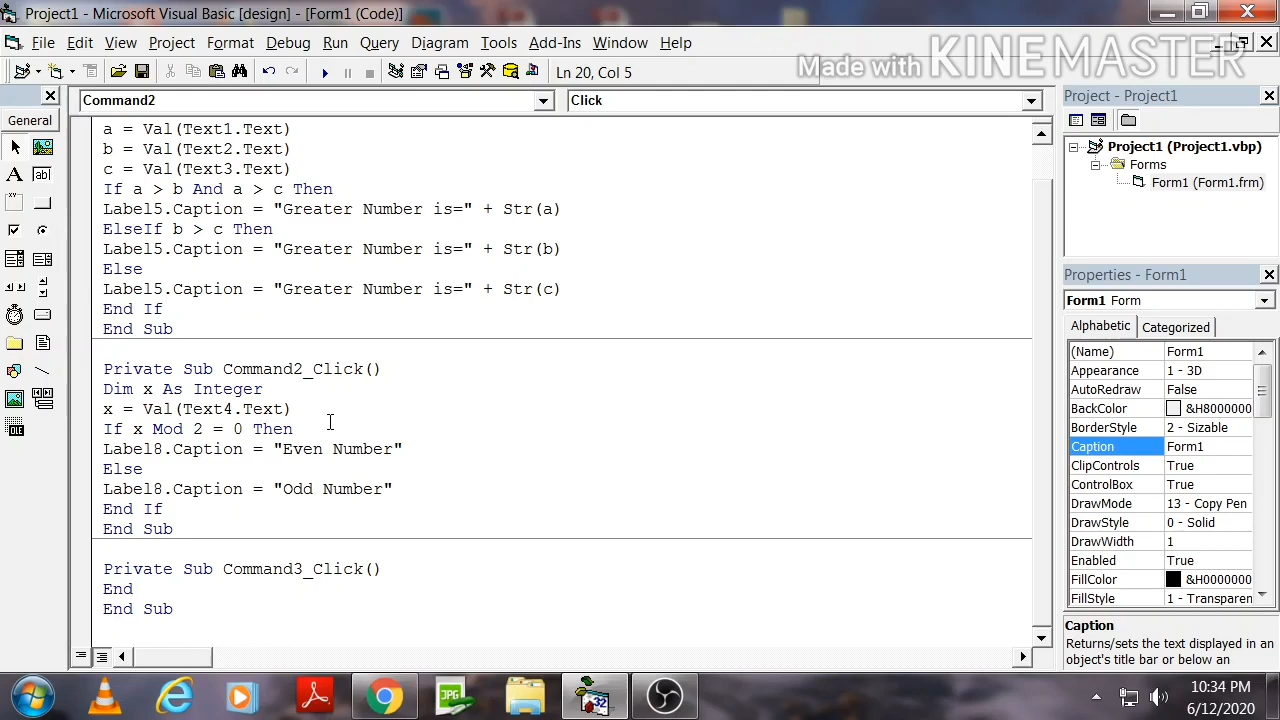 Project1 - Microsoft Visual Basic [design] - [Form1 (Code)]
File Edit View Project Format Debug Run Query Diagram Tools Add-Ins Window Help
Made with KINEMASTER
Ln 20, Col 5
General
Command2
Click
a = Val(Text1.Text)
b = Val(Text2.Text)
c = Val(Text3.Text)
If a > b And a > c Then
Label5.Caption = "Greater Number is=" + Str(a)
ElseIf b > c Then
Label5.Caption = "Greater Number is=" + Str(b)
Else
Label5.Caption = "Greater Number is=" + Str(c)
End If
End Sub
Private Sub Command2_Click()
Dim x As Integer
x = Val(Text4.Text)
If x Mod 2 = 0 Then
Label8.Caption = "Even Number"
Else
Label8.Caption = "Odd Number"
End If
End Sub
Private Sub Command3_Click()
End
End Sub
Project - Project1
Project1 (Project1.vbp)
Forms
Form1 (Form1.frm)
Properties - Form1
Form1 Form
Alphabetic Categorized
(Name) Form1
Appearance 1 - 3D
AutoRedraw False
BackColor &H8000000
BorderStyle 2 - Sizable
Caption Form1
ClipControls True
ControlBox True
DrawMode 13 - Copy Pen
DrawStyle 0 - Solid
DrawWidth 1
Enabled True
FillColor &H0000000
FillStyle 1 - Transparen
Caption
Returns/sets the text displayed in an
object's title bar or below an
JPG
32
10:34 PM
6/12/2020